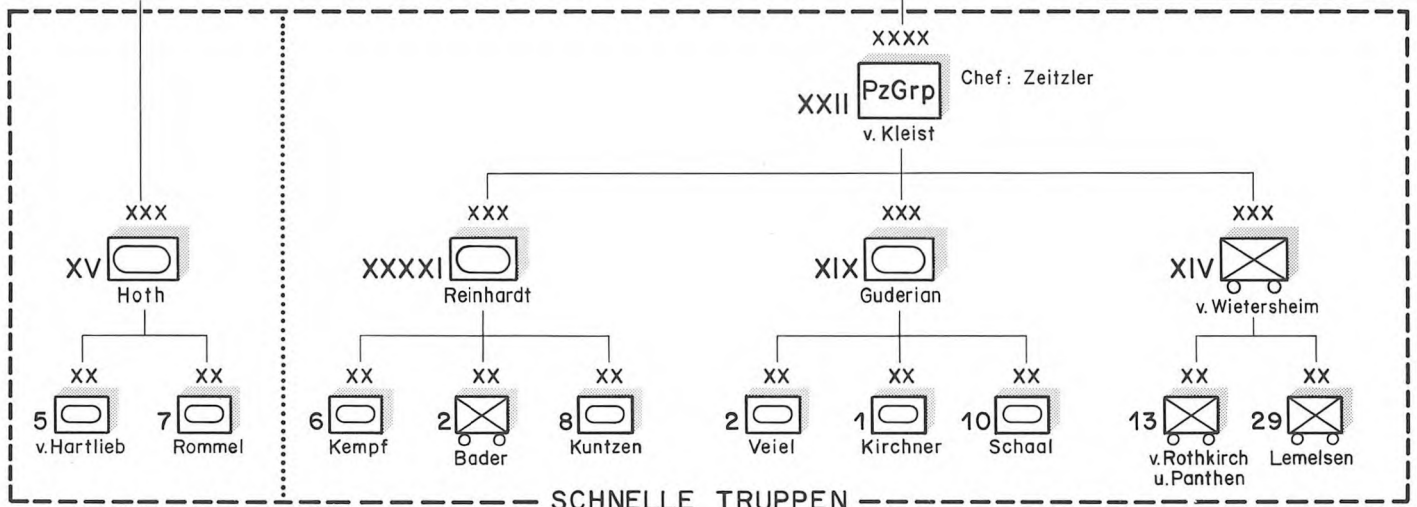 XXXX
XXII PzGrp Chef: Zeitzler
v. Kleist
XXX XXX XXX XXX
XV XXXXI XIX XIV
Hoth Reinhardt Guderian v. Wietersheim
XX XX XX XX XX XX XX XX XX XX
5 7 6 2 8 2 1 10 13 29
v. Hartlieb Rommel Kempf Bader Kuntzen Veiel Kirchner Schaal v. Rothkirch Lemelsen
u. Panthen
SCHNELLE TRUPPEN